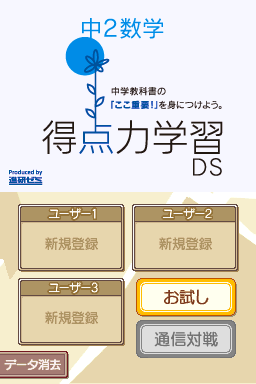 中2数学
中学教科書の
「ここ重要!」を身につけよう。
得点力学習
DS
Produced by
進研ゼミ
ユーザー1
新規登録
ユーザー2
新規登録
ユーザー3
新規登録
お試し
通信対戦
データ消去